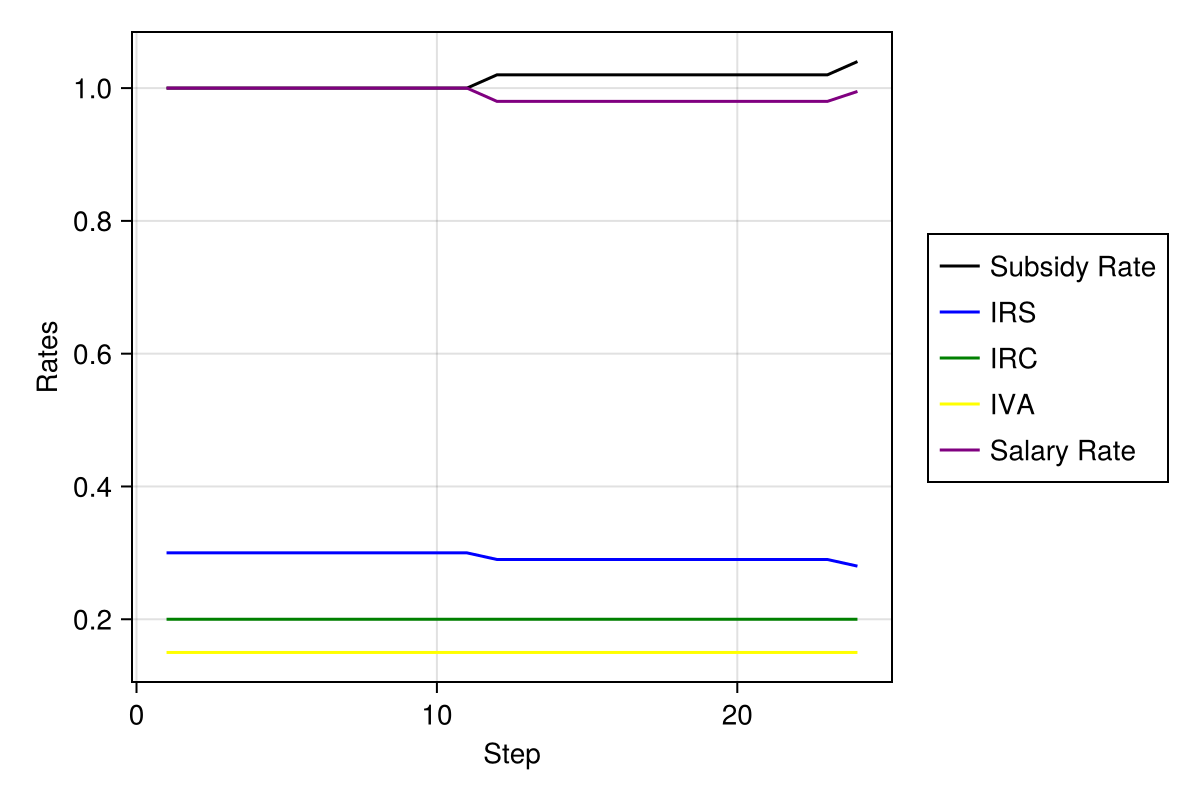 1.0
0.8
0.6
0.4
0.2
Rates
0
10
20
Step
Subsidy Rate
IRS
IRC
IVA
Salary Rate